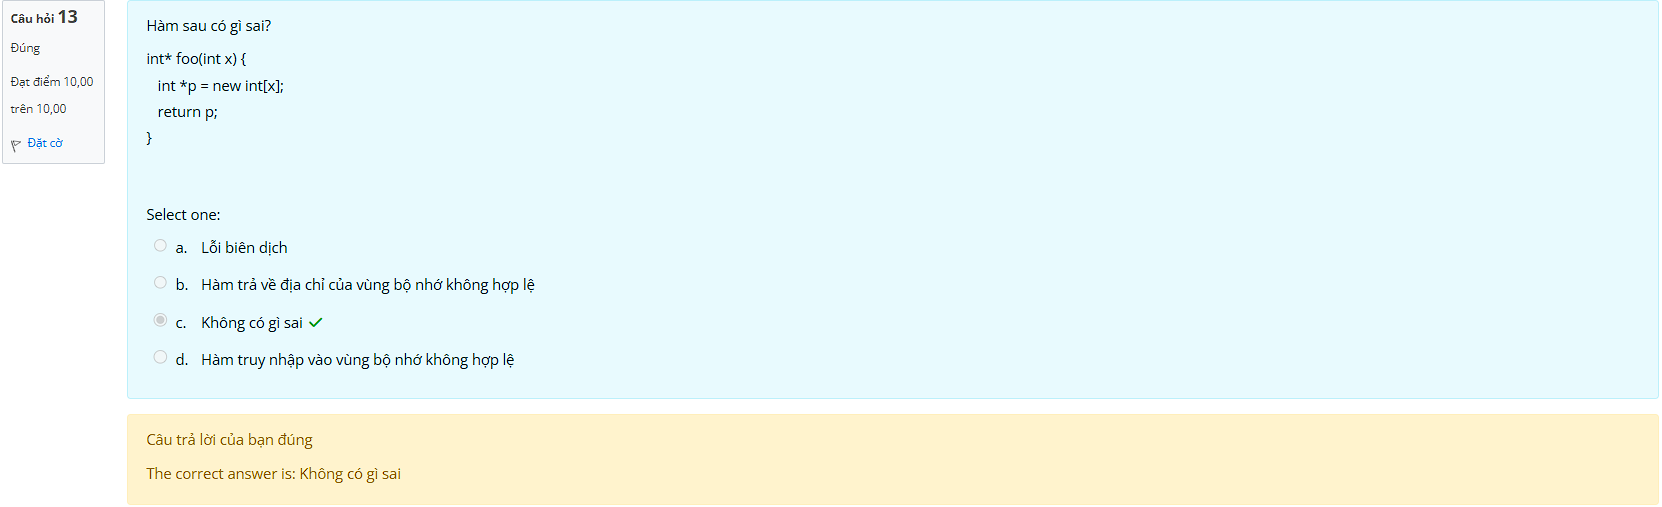 Câu hỏi 13
Đúng
Đạt điểm 10,00
trên 10,00
Đặt cờ
Hàm sau có gì sai?
int* foo(int x) {
int *p = new int[x];
return p;
}
Select one:
a. Lỗi biên dịch
b. Hàm trả về địa chỉ của vùng bộ nhớ không hợp lệ
c. Không có gì sai
d. Hàm truy nhập vào vùng bộ nhớ không hợp lệ
Câu trả lời của bạn đúng
The correct answer is: Không có gì sai